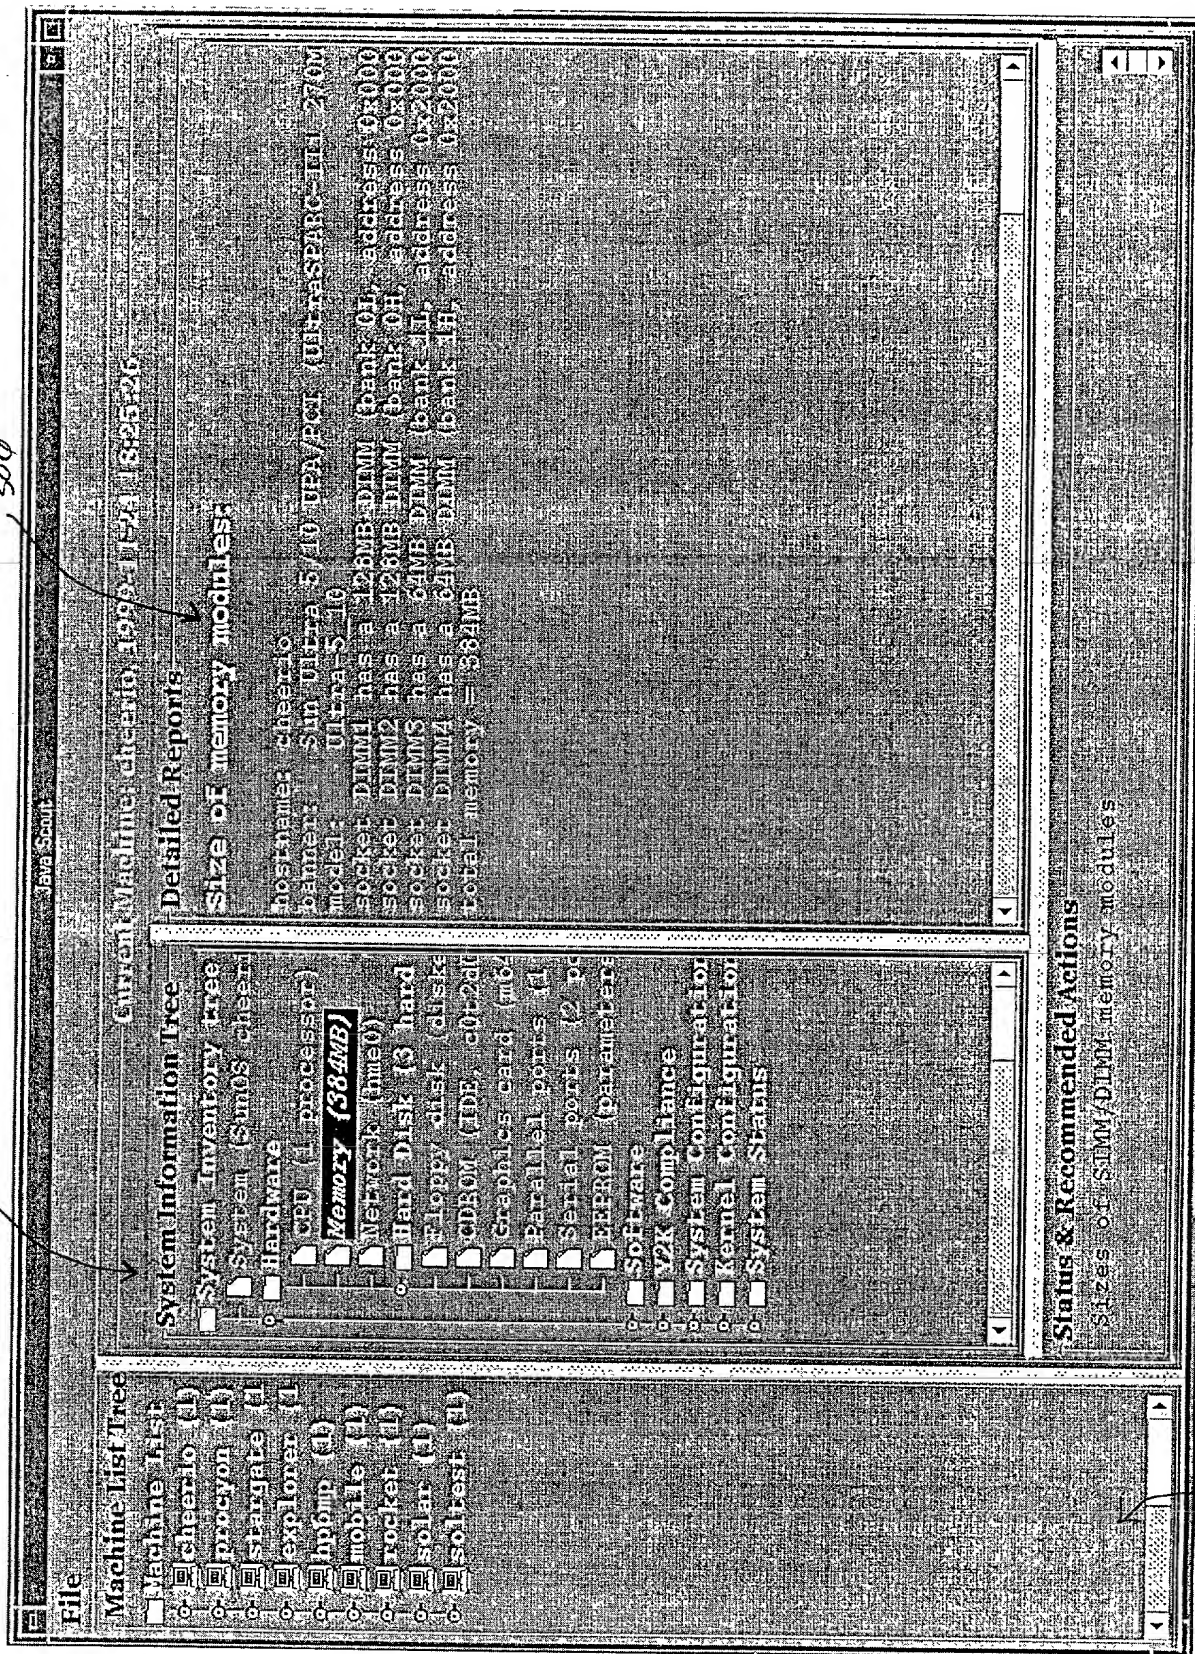 Java Scout
File
Current Machine: cheerio, 1999-11-23 13:25:26
Machine List Tree
Machine List
cheerio (1)
procyon (1)
stargate (1
explorer (1
hp6mp (1)
mobile (1)
rocket (1)
solar (1)
soltest (1)
System Information Tree
System Inventory tree
System (SunOS cheer
Hardware
CPU (1 processor)
Memory (384MB)
Network (hme0)
Hard Disk (3 hard
Floppy disk (diske
CDROM (IDE,
Graphics card (m64
Parallel ports (1
Serial ports (2 po
EEPROM (parameters
Software
Y2K Compliance
System Configuration
Kernel Configuration
System Status
Detailed Reports
Size of memory modules:
hostname: cheerio
banner: Sun Ultra 5/10 UPA/PCI (UltraSPARC-IIi 270M
model: Ultra-5_10
socket DIMM1 has a 128MB DIMM (bank 0L, address 0x000
socket DIMM2 has a 128MB DIMM (bank 0H, address 0x000
socket DIMM3 has a 64MB DIMM (bank 1L, address 0x2000
socket DIMM4 has a 64MB DIMM (bank 1H, address 0x2000
total memory = 384MB
Status & Recommended Actions
Sizes of SIMM/DIMM memory modules